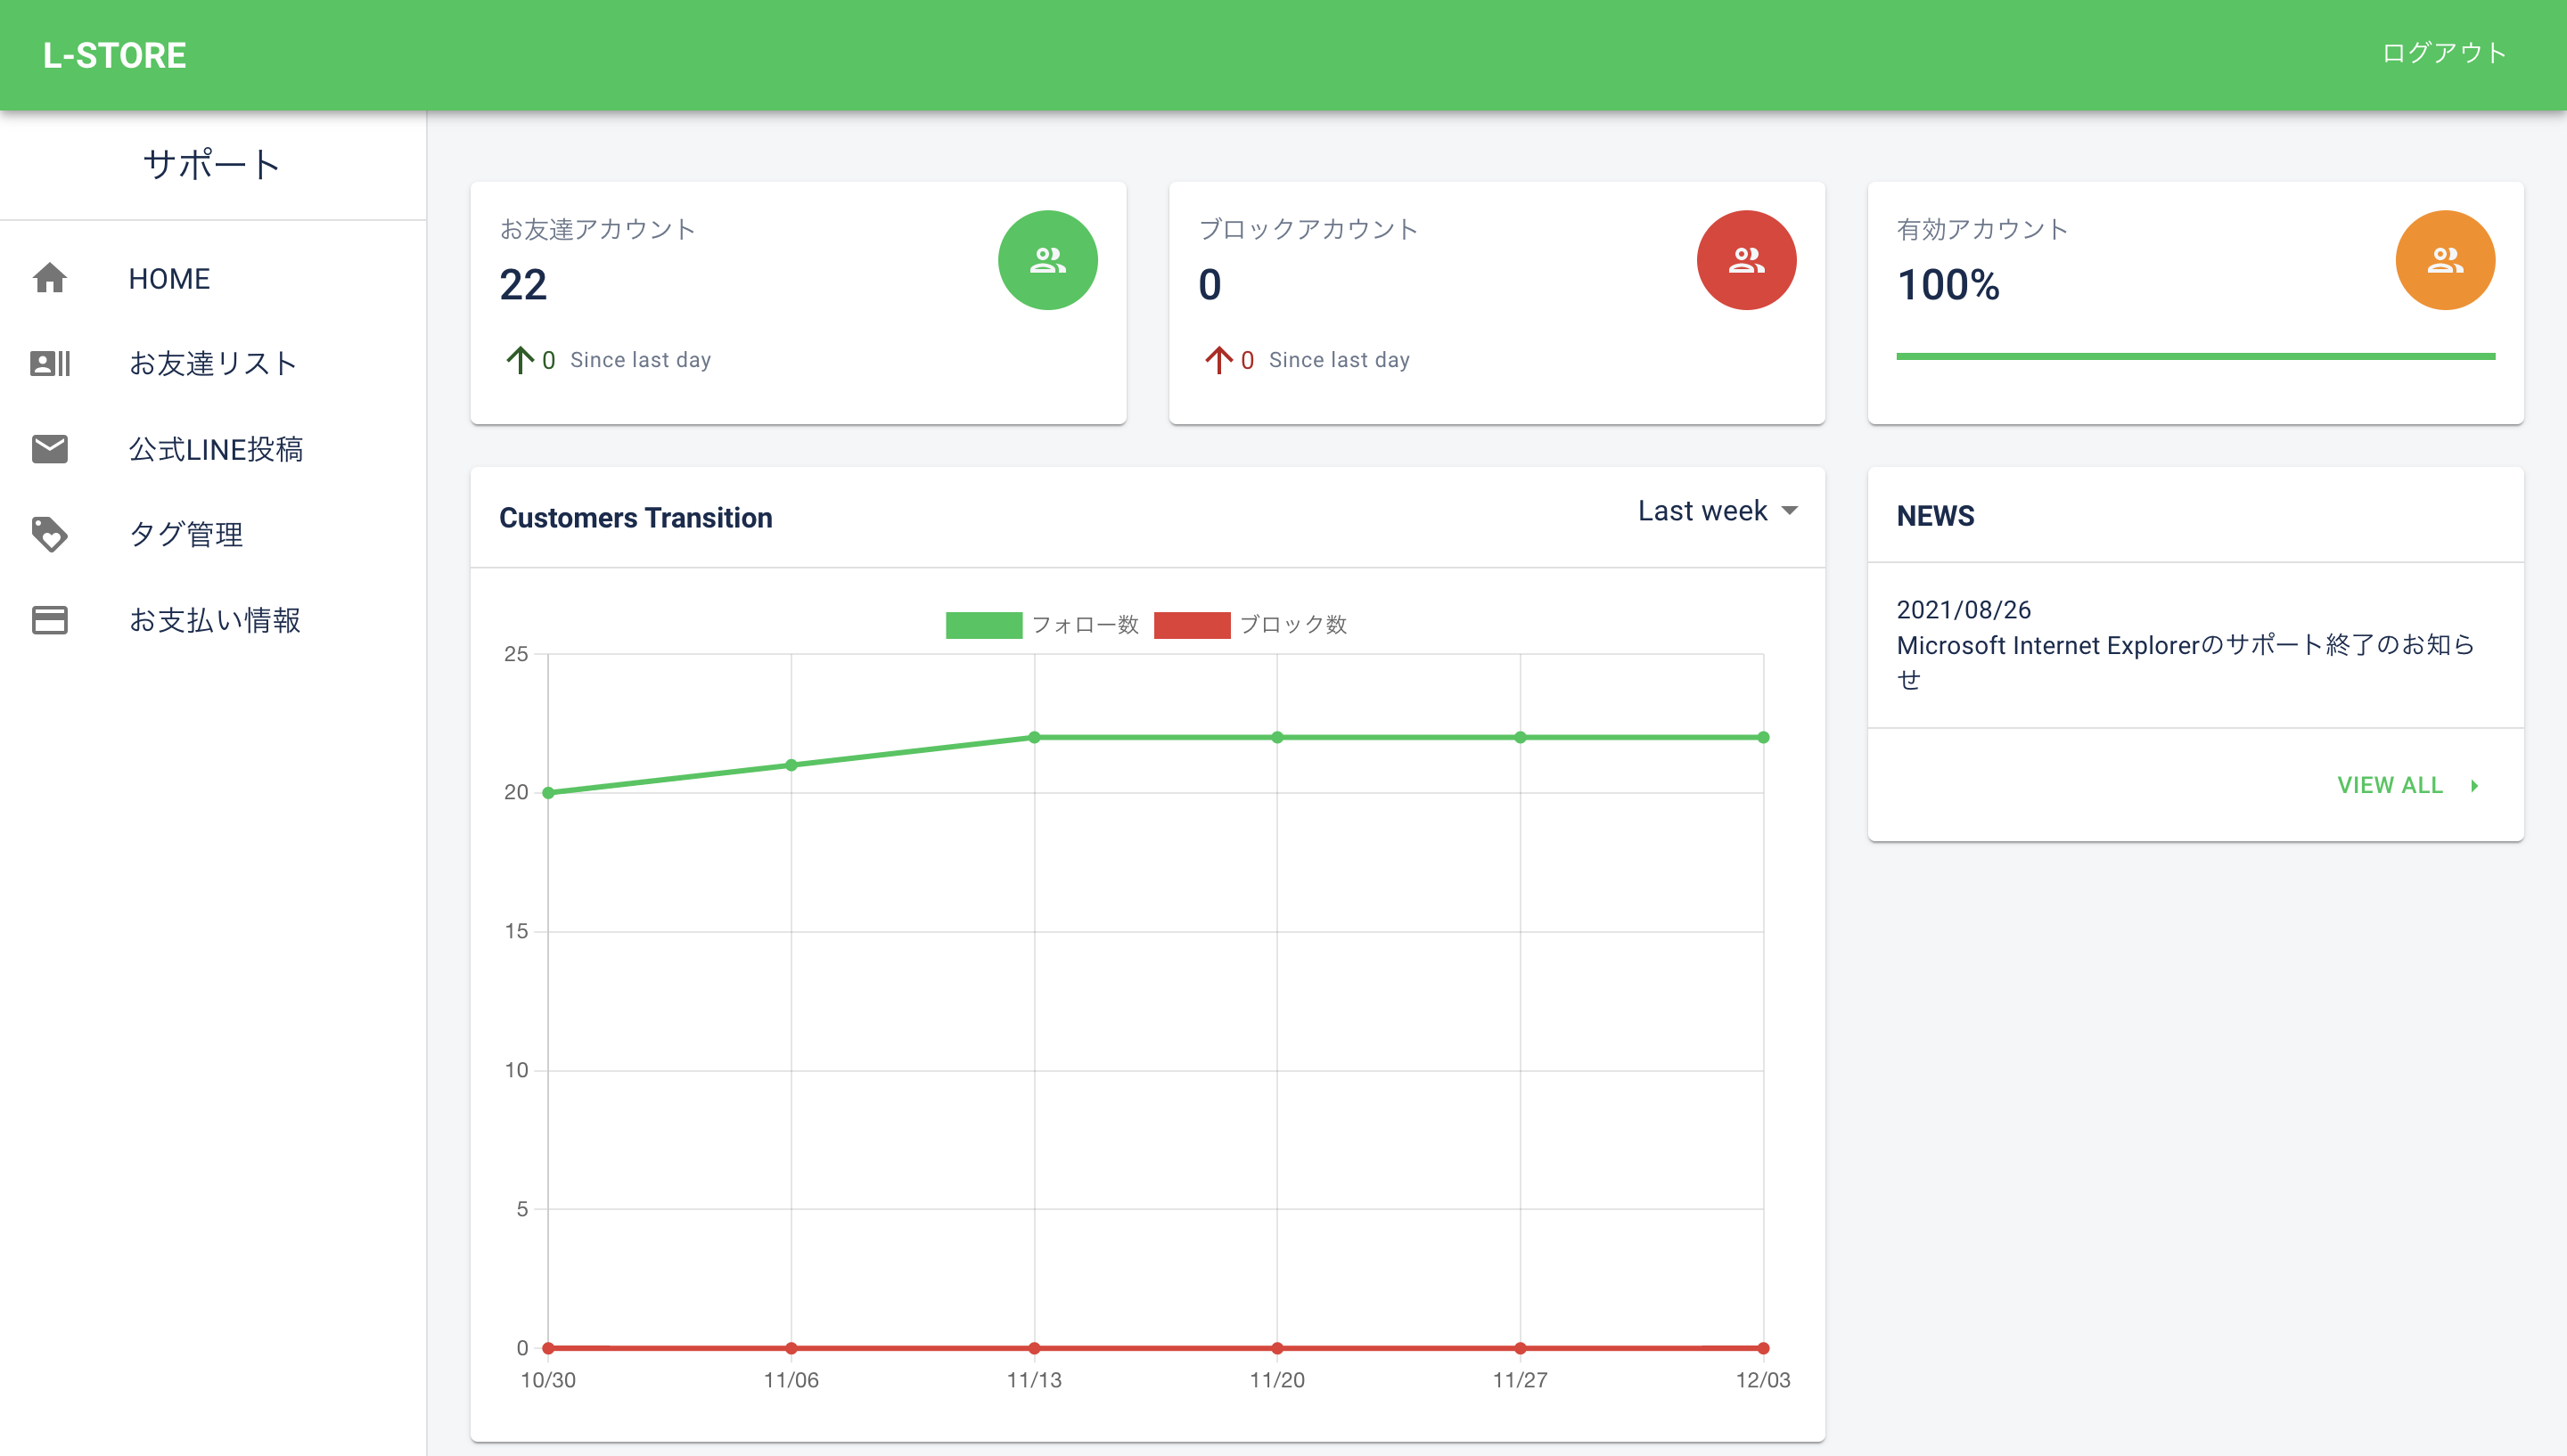 L-STORE
ログアウト
サポート
HOME
お友達リスト
公式LINE投稿
タグ管理
お支払い情報
お友達アカウント
22
0 Since last day
ブロックアカウント
0
0 Since last day
有効アカウント
100%
Customers Transition
Last week
フォロー数 ブロック数
25
20
15
10
5
0
10/30 11/06 11/13 11/20 11/27 12/03
NEWS
2021/08/26
Microsoft Internet Explorerのサポート終了のお知ら
せ
VIEW ALL